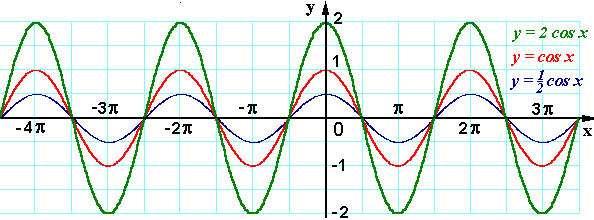 y
2
y = 2 cos x
1
y = cos x
y = 1/2 cos x
-3π -π π 3π
-4π -2π 0 2π x
-1
-2